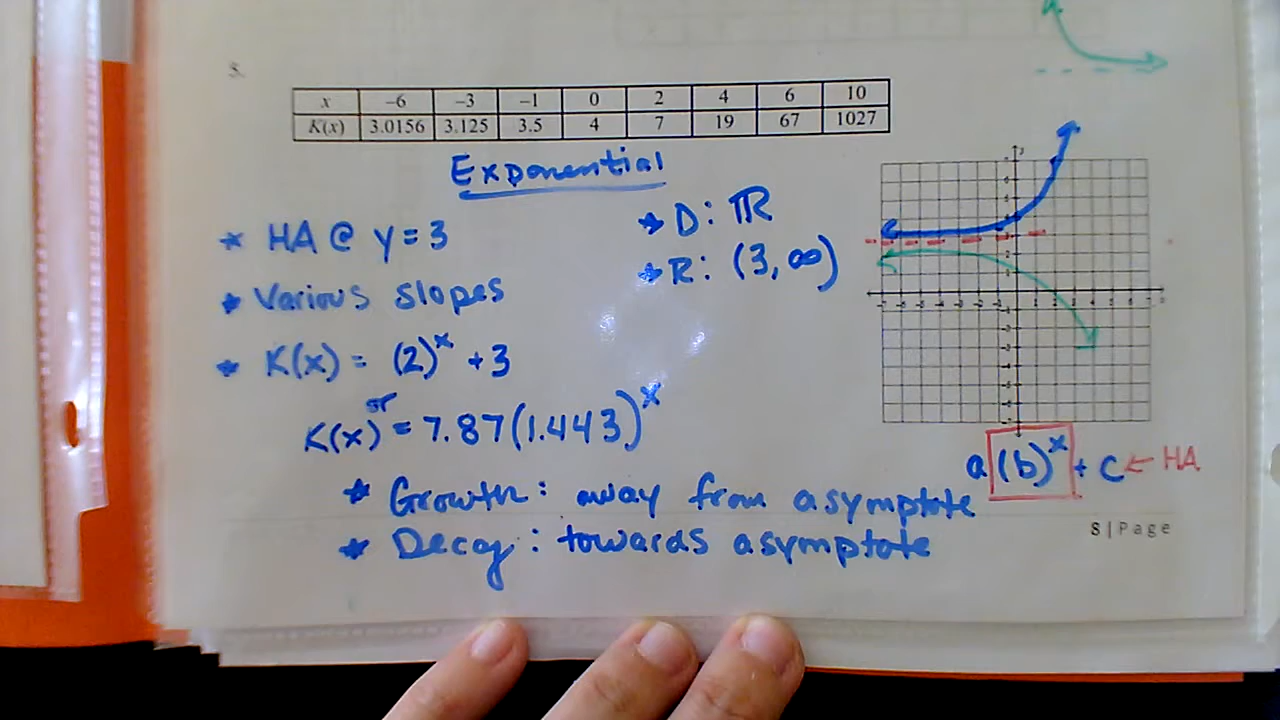 5.
x –6 –3 –1 0 2 4 6 10
K(x) 3.0156 3.125 3.5 4 7 19 67 1027
Exponential
* HA @ y = 3
* Various slopes
* K(x) = (2)^x + 3
or
K(x) = 7.87(1.443)^x
* D: ℝ
* R: (3, ∞)
a(b)^x + c ← HA
* Growth: away from asymptote
* Decay: towards asymptote
8 | Page